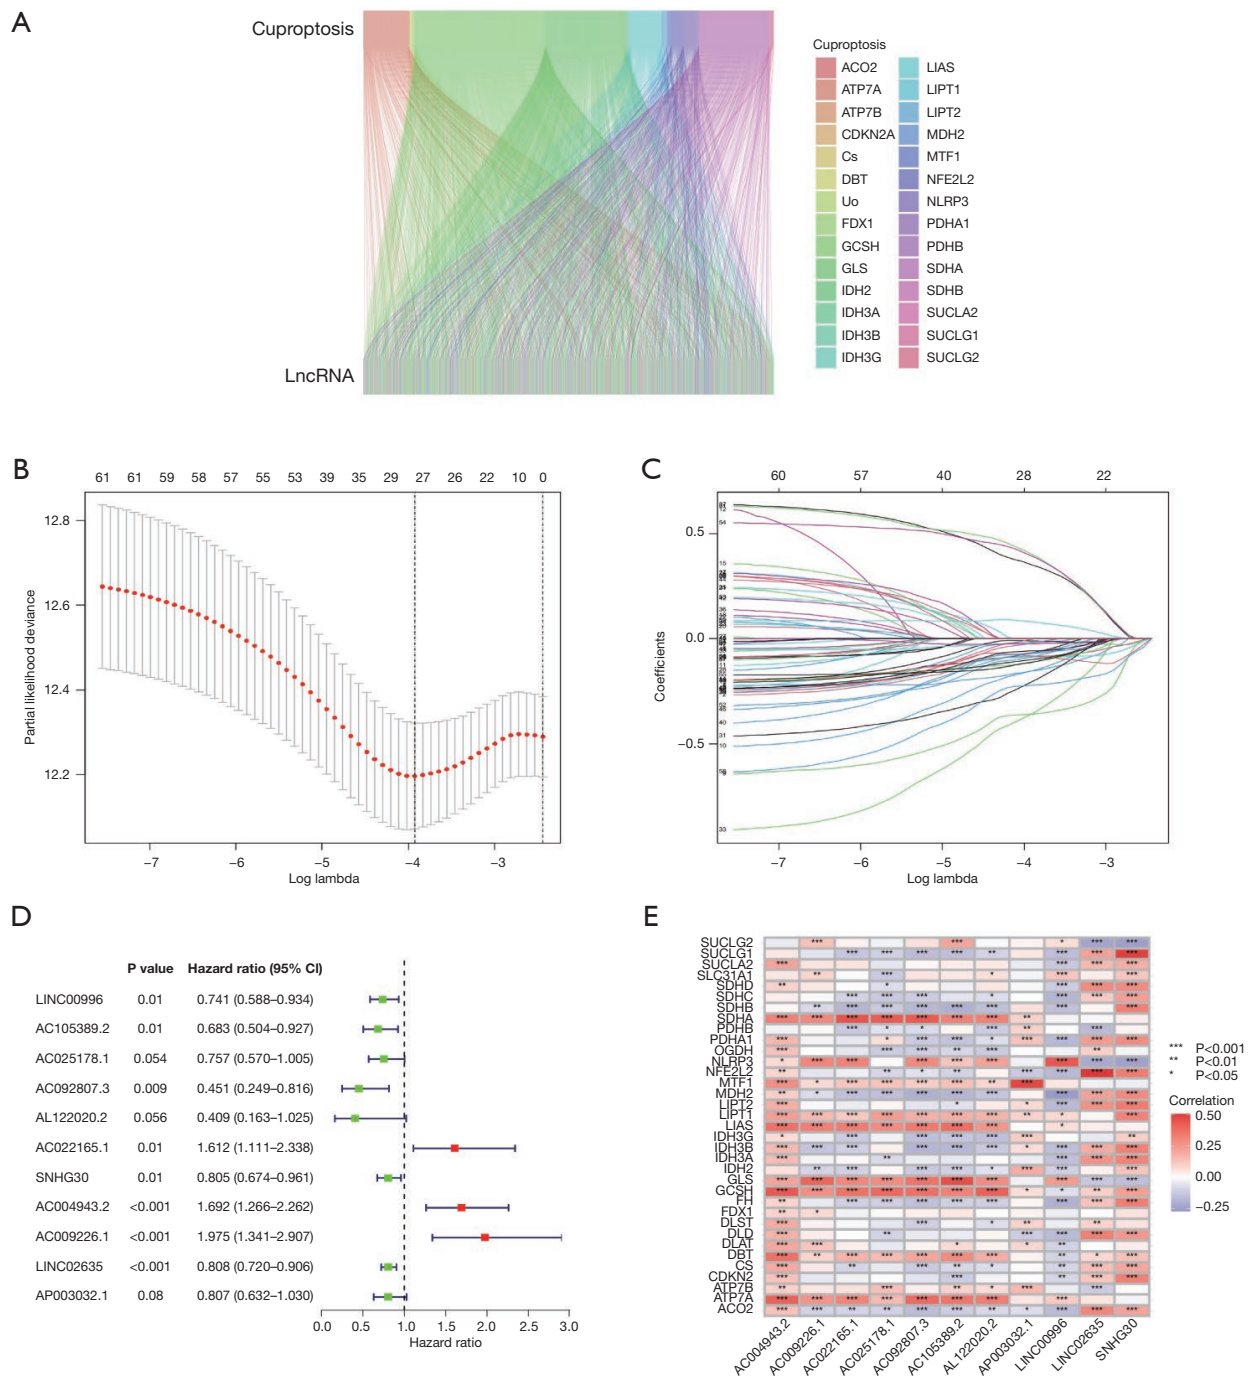 A
Cuproptosis
LncRNA
Cuproptosis
ACO2 LIAS
ATP7A LIPT1
ATP7B LIPT2
CDKN2A MDH2
Cs MTF1
DBT NFE2L2
Uo NLRP3
FDX1 PDHA1
GCSH PDHB
GLS SDHA
IDH2 SDHB
IDH3A SUCLA2
IDH3B SUCLG1
IDH3G SUCLG2
B
61 61 59 58 57 55 53 39 35 29 27 26 22 10 0
Partial likelihood deviance
12.8
12.6
12.4
12.2
−7 −6 −5 −4 −3
Log lambda
C
60 57 40 28 22
Coefficients
0.5
0.0
−0.5
−7 −6 −5 −4 −3
Log lambda
D
P value Hazard ratio (95% CI)
LINC00996 0.01 0.741 (0.588–0.934)
AC105389.2 0.01 0.683 (0.504–0.927)
AC025178.1 0.054 0.757 (0.570–1.005)
AC092807.3 0.009 0.451 (0.249–0.816)
AL122020.2 0.056 0.409 (0.163–1.025)
AC022165.1 0.01 1.612 (1.111–2.338)
SNHG30 0.01 0.805 (0.674–0.961)
AC004943.2 <0.001 1.692 (1.266–2.262)
AC009226.1 <0.001 1.975 (1.341–2.907)
LINC02635 <0.001 0.808 (0.720–0.906)
AP003032.1 0.08 0.807 (0.632–1.030)
0.0 0.5 1.0 1.5 2.0 2.5 3.0
Hazard ratio
E
SUCLG2
SUCLG1
SUCLA2
SLC31A1
SDHD
SDHC
SDHB
SDHA
PDHB
PDHA1
OGDH
NLRP3
NFE2L2
MTF1
MDH2
LIPT2
LIPT1
LIAS
IDH3G
IDH3B
IDH3A
IDH2
GLS
GCSH
FH
FDX1
DLST
DLD
DLAT
DBT
CS
CDKN2
ATP7B
ATP7A
ACO2
AC004943.2
AC009226.1
AC022165.1
AC025178.1
AC092807.3
AC105389.2
AL122020.2
AP003032.1
LINC00996
LINC02635
SNHG30
*** P<0.001
** P<0.01
* P<0.05
Correlation
0.50
0.25
0.00
−0.25